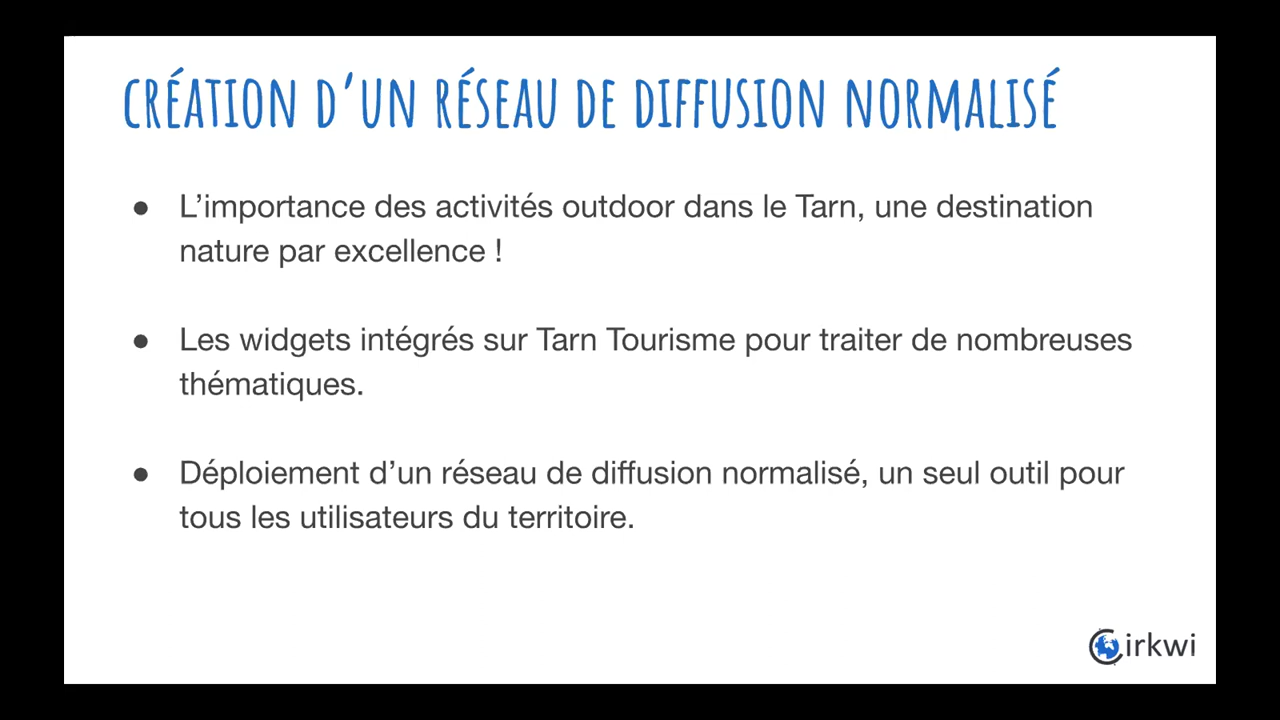 CRÉATION D'UN RÉSEAU DE DIFFUSION NORMALISÉ
● L’importance des activités outdoor dans le Tarn, une destination
nature par excellence !
● Les widgets intégrés sur Tarn Tourisme pour traiter de nombreuses
thématiques.
● Déploiement d’un réseau de diffusion normalisé, un seul outil pour
tous les utilisateurs du territoire.
Cirkwi